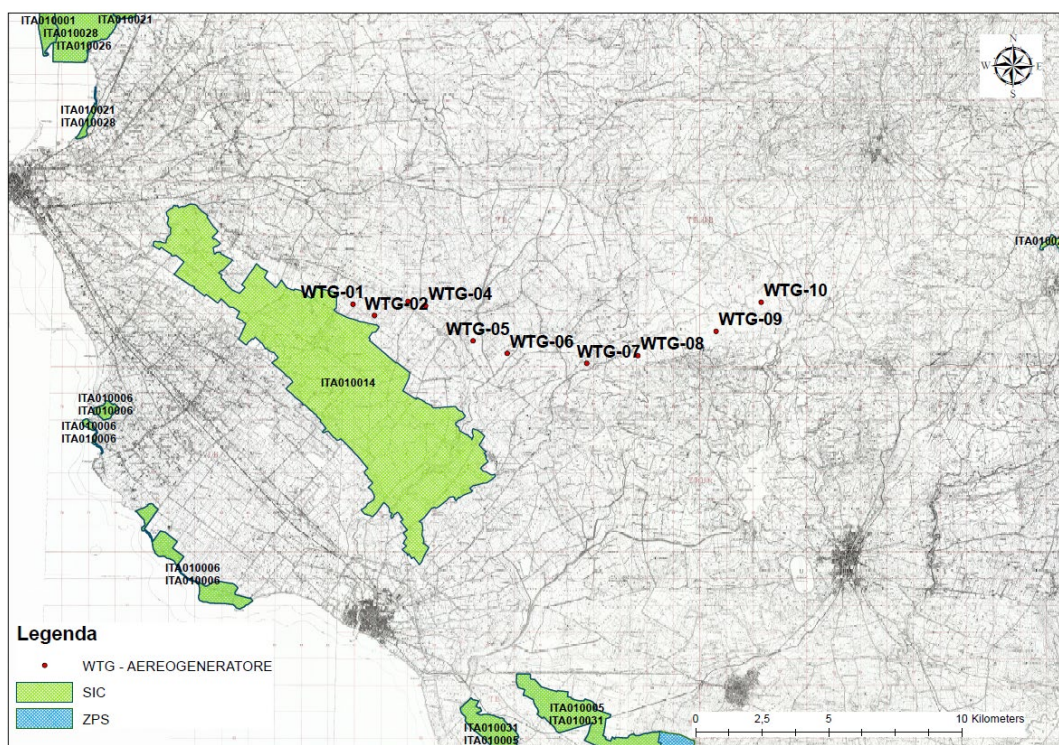 ITA010001
ITA010021
ITA010028
ITA010026
N
W
E
S
ITA010021
ITA010028
WTG-01
WTG-02
WTG-04
WTG-10
WTG-05
WTG-09
WTG-06
WTG-07
WTG-08
ITA010014
ITA010006
ITA010006
ITA010006
ITA010006
ITA010006
ITA010006
Legenda
WTG - AEREOGENERATORE
SIC
ZPS
ITA010005
ITA010031
ITA010031
ITA010005
0
2,5
5
10 Kilometers